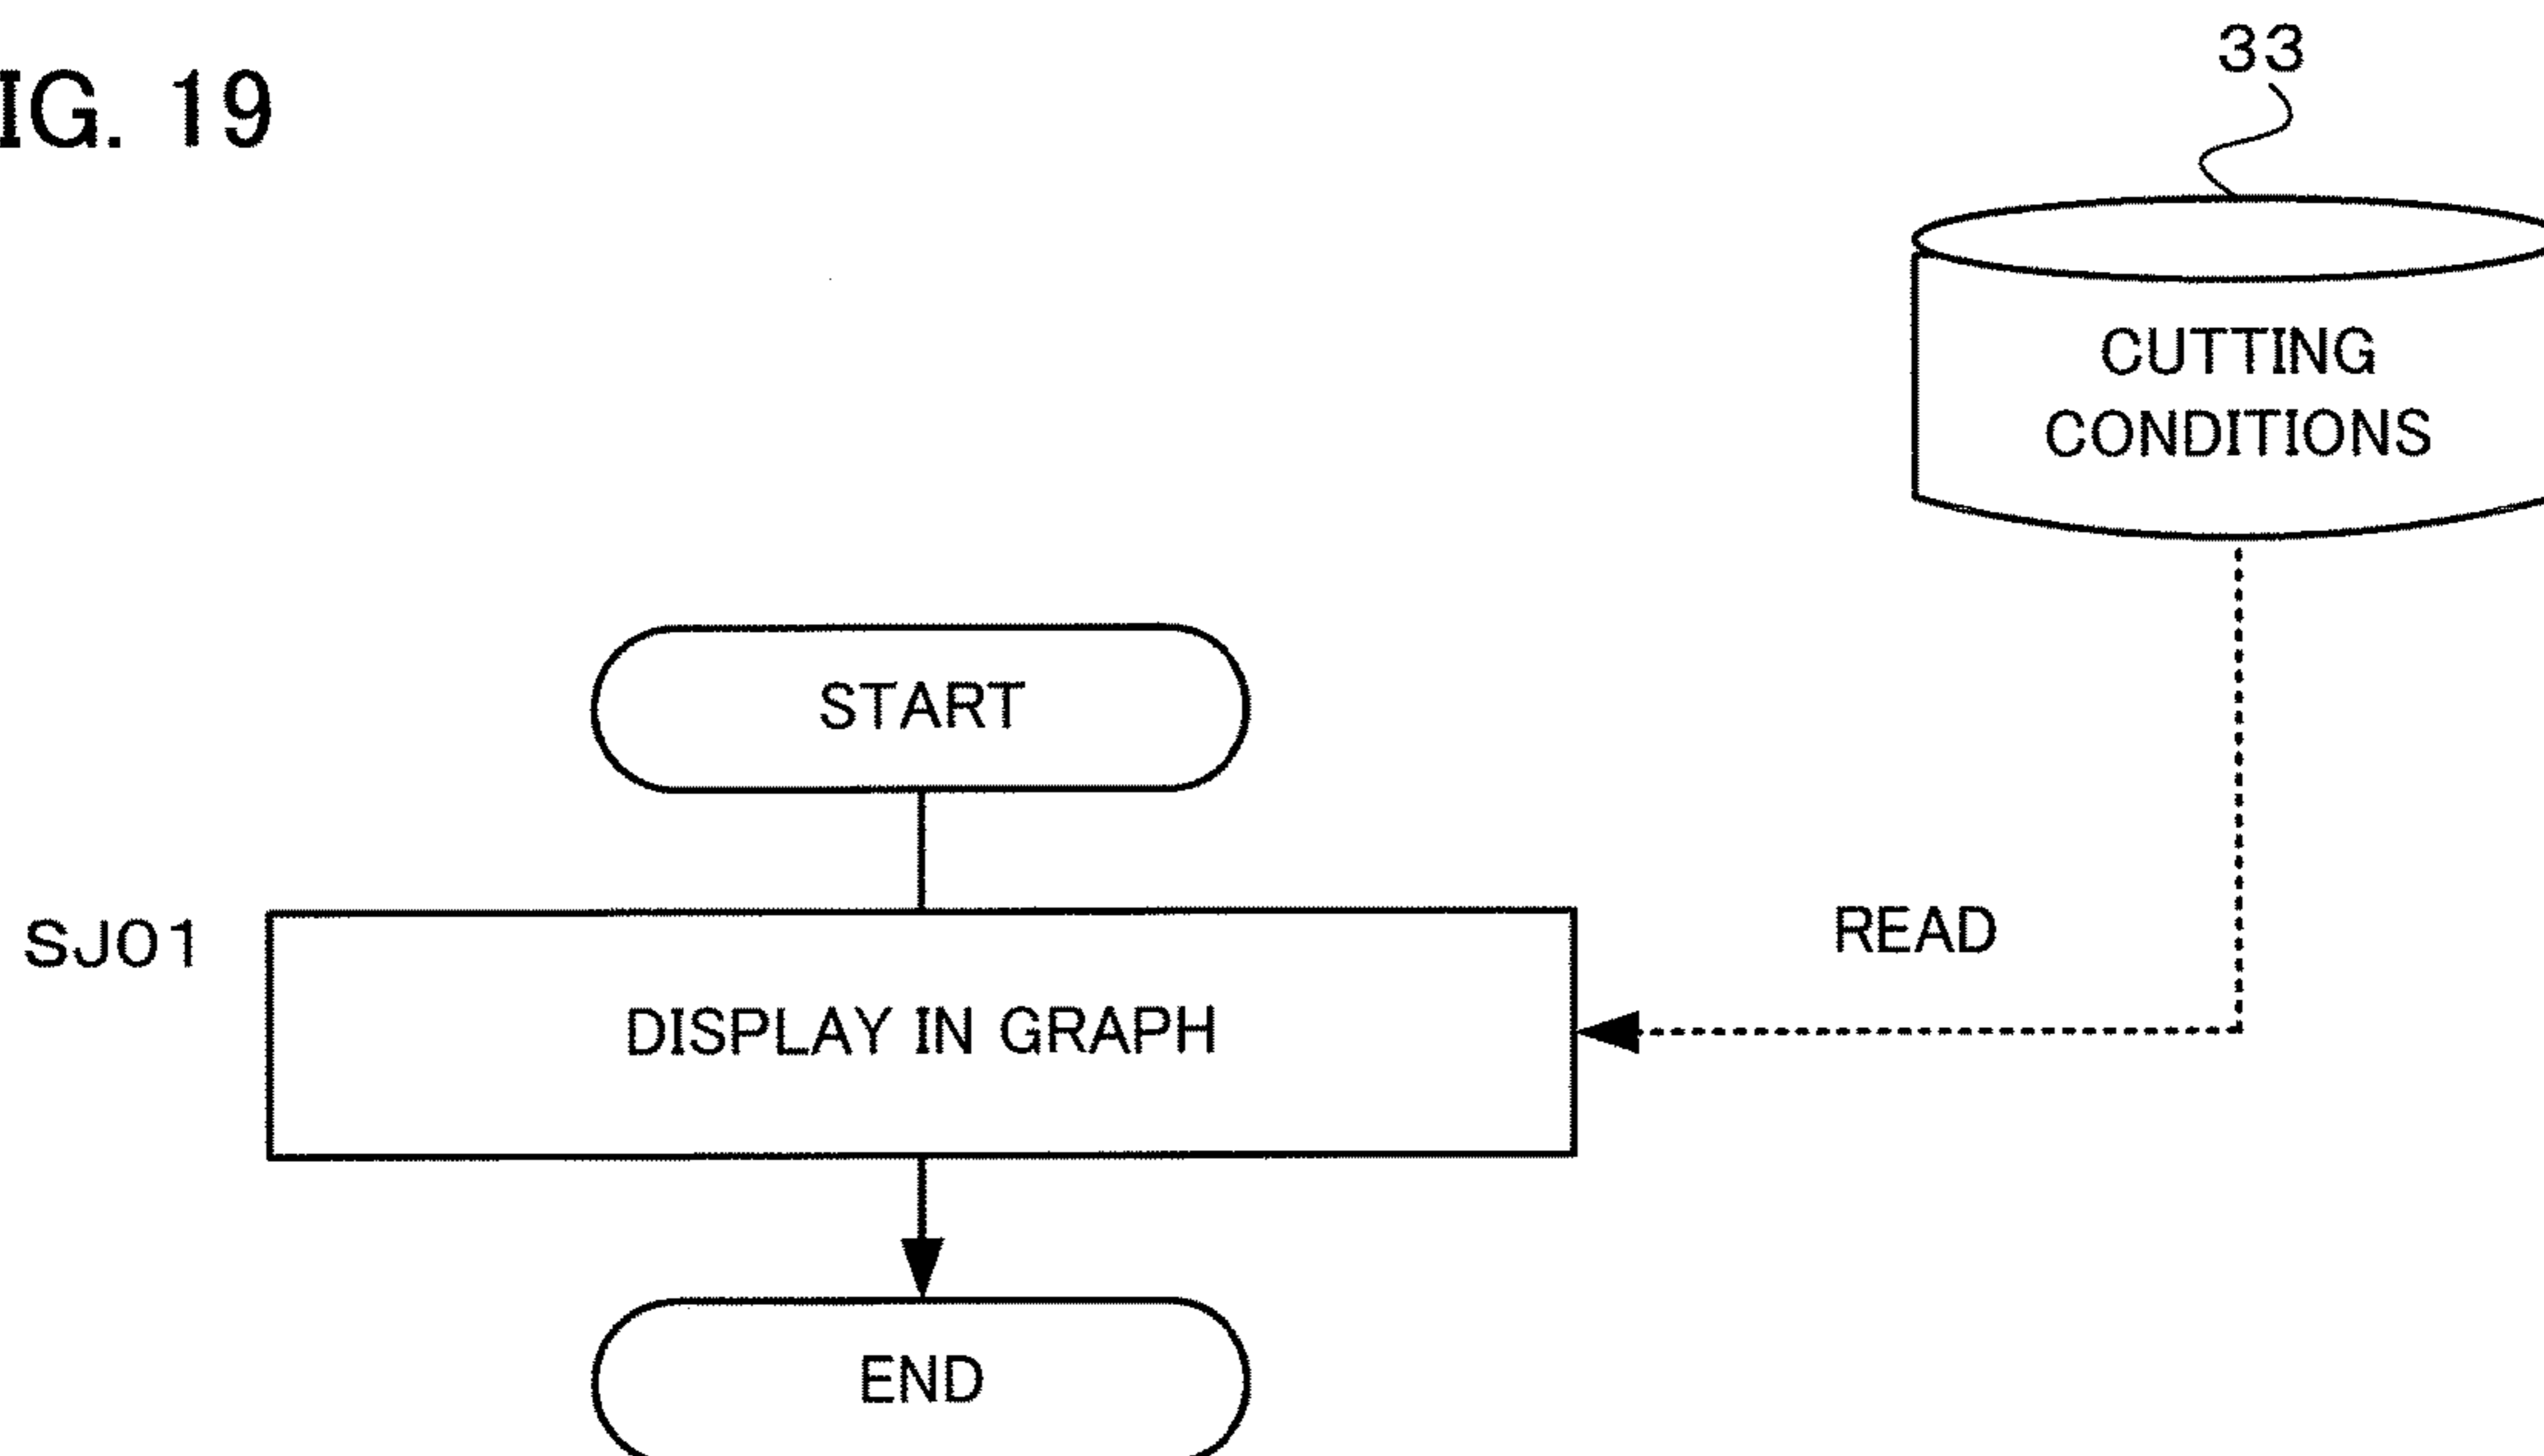 IG. 19
33
CUTTING
CONDITIONS
START
SJ01
READ
DISPLAY IN GRAPH
END